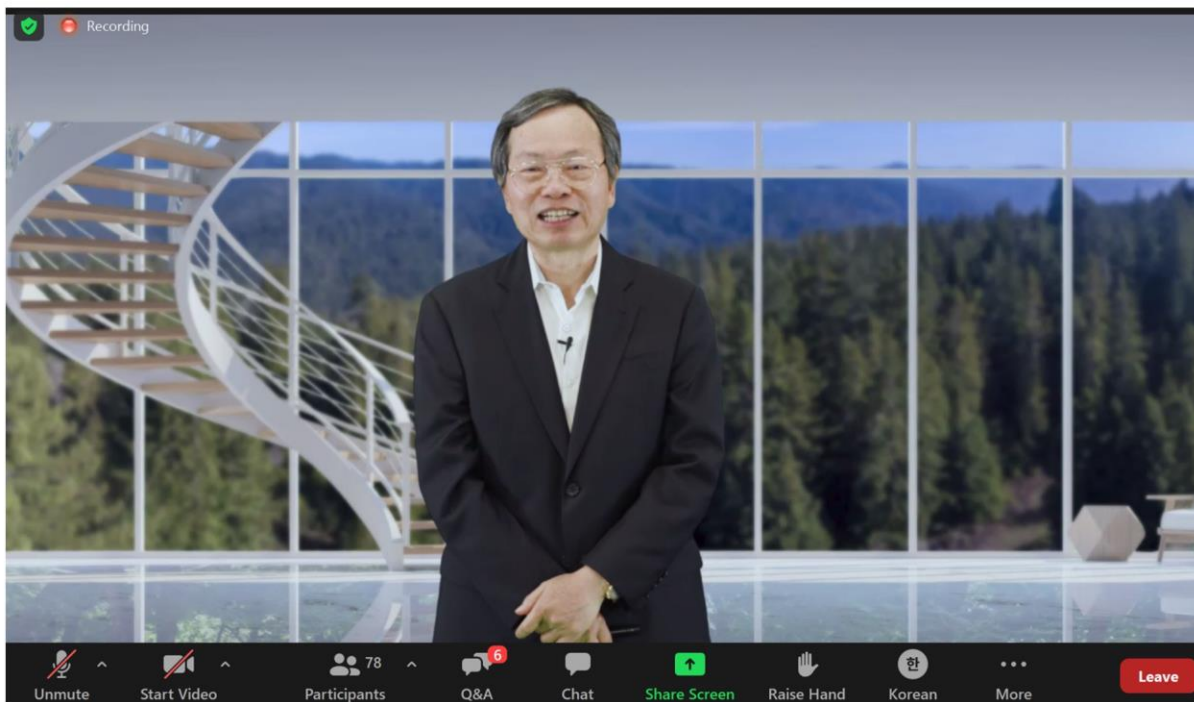 Recording
78
6
한
Unmute
Start Video
Participants
Q&A
Chat
Share Screen
Raise Hand
Korean
More
Leave